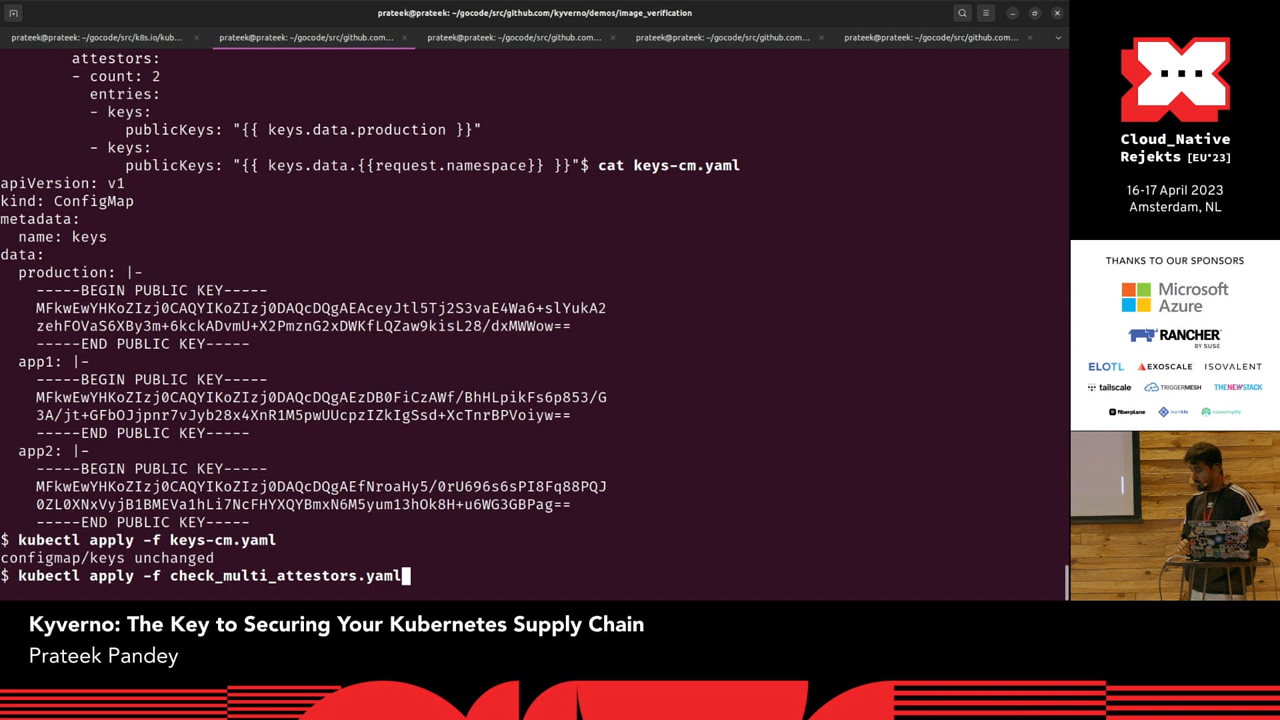 prateek@prateek: ~/gocode/src/github.com/kyverno/demos/image_verification
prateek@prateek: ~/gocode/src/k8s.io/kub...
prateek@prateek: ~/gocode/src/github.com...
prateek@prateek: ~/gocode/src/github.com...
prateek@prateek: ~/gocode/src/github.com...
prateek@prateek: ~/gocode/src/github.com...
attestors:
- count: 2
entries:
- keys:
publicKeys: "{{ keys.data.production }}"
- keys:
publicKeys: "{{ keys.data.{{request.namespace}} }}"$ cat keys-cm.yaml
apiVersion: v1
kind: ConfigMap
metadata:
name: keys
data:
production: |-
-----BEGIN PUBLIC KEY-----
MFkwEwYHKoZIzj0CAQYIKoZIzj0DAQcDQgAEAceyJtl5Tj2S3vaE4Wa6+slYukA2
zehFOVaS6XBy3m+6kckADvmU+X2PmznG2xDWKfLQZaw9kisL28/dxMWWow==
-----END PUBLIC KEY-----
app1: |-
-----BEGIN PUBLIC KEY-----
MFkwEwYHKoZIzj0CAQYIKoZIzj0DAQcDQgAEzDB0FiCzAWf/BhHLpikFs6p853/G
3A/jt+GFbOJjpnr7vJyb28x4XnR1M5pwUUcpzIZkIgSsd+XcTnrBPVoiyw==
-----END PUBLIC KEY-----
app2: |-
-----BEGIN PUBLIC KEY-----
MFkwEwYHKoZIzj0CAQYIKoZIzj0DAQcDQgAEfNroaHy5/0rU696s6sPI8Fq88PQJ
0ZL0XNxVyjB1BMEVa1hLi7NcFHYXQYBmxN6M5yum13hOk8H+u6WG3GBPag==
-----END PUBLIC KEY-----
$ kubectl apply -f keys-cm.yaml
configmap/keys unchanged
$ kubectl apply -f check_multi_attestors.yaml
Cloud_Native
Rejekts [EU°23]
16-17 April 2023
Amsterdam, NL
THANKS TO OUR SPONSORS
Microsoft
Azure
RANCHER
BY SUSE
ELOTL
EXOSCALE
ISOVALENT
tailscale
TRIGGERMESH
THENEWSTACK
fiberplane
Kyverno: The Key to Securing Your Kubernetes Supply Chain
Prateek Pandey